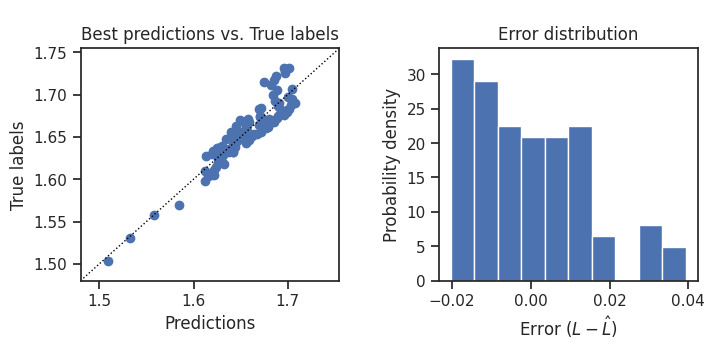 Best predictions vs. True labels
True labels
1.75
1.70
1.65
1.60
1.55
1.50
1.5 1.6 1.7
Predictions
Error distribution
Probability density
30
25
20
15
10
5
0
−0.02 0.00 0.02 0.04
Error (L − L̂)